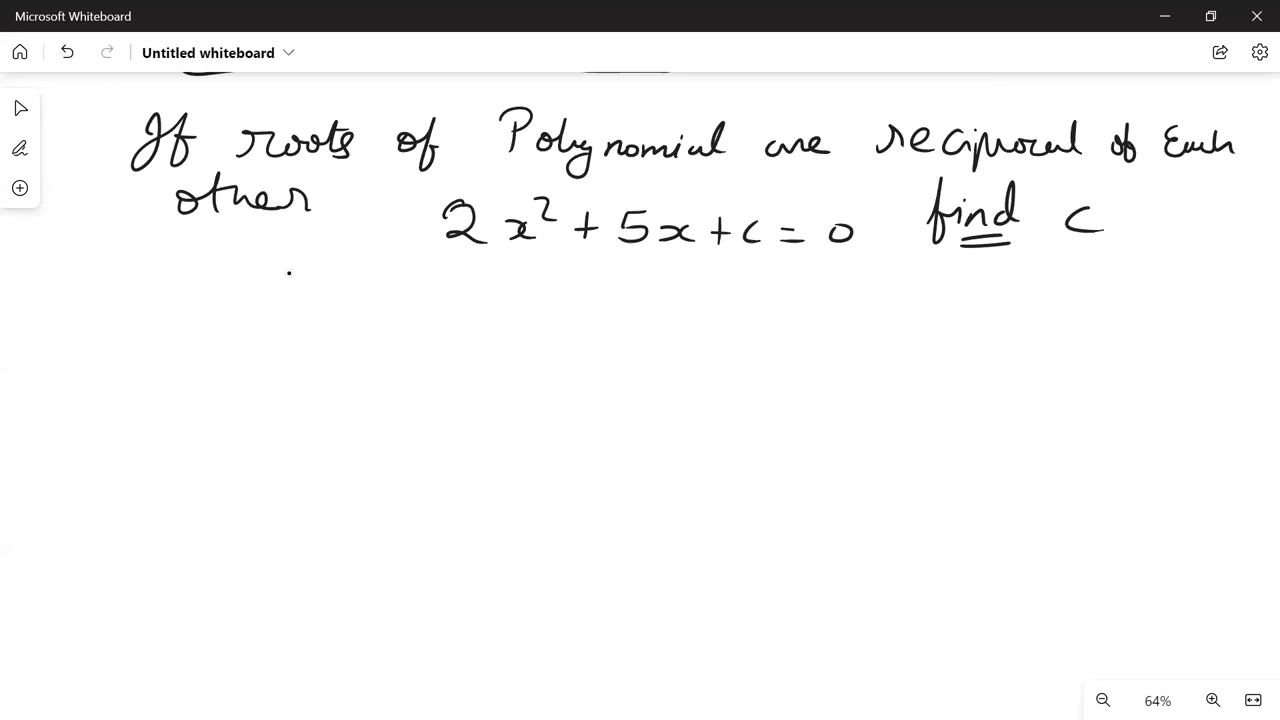 Microsoft Whiteboard
Untitled whiteboard
If roots of Polynomial are reciprocal of Each
other 2x² + 5x + c = 0 find c
64%